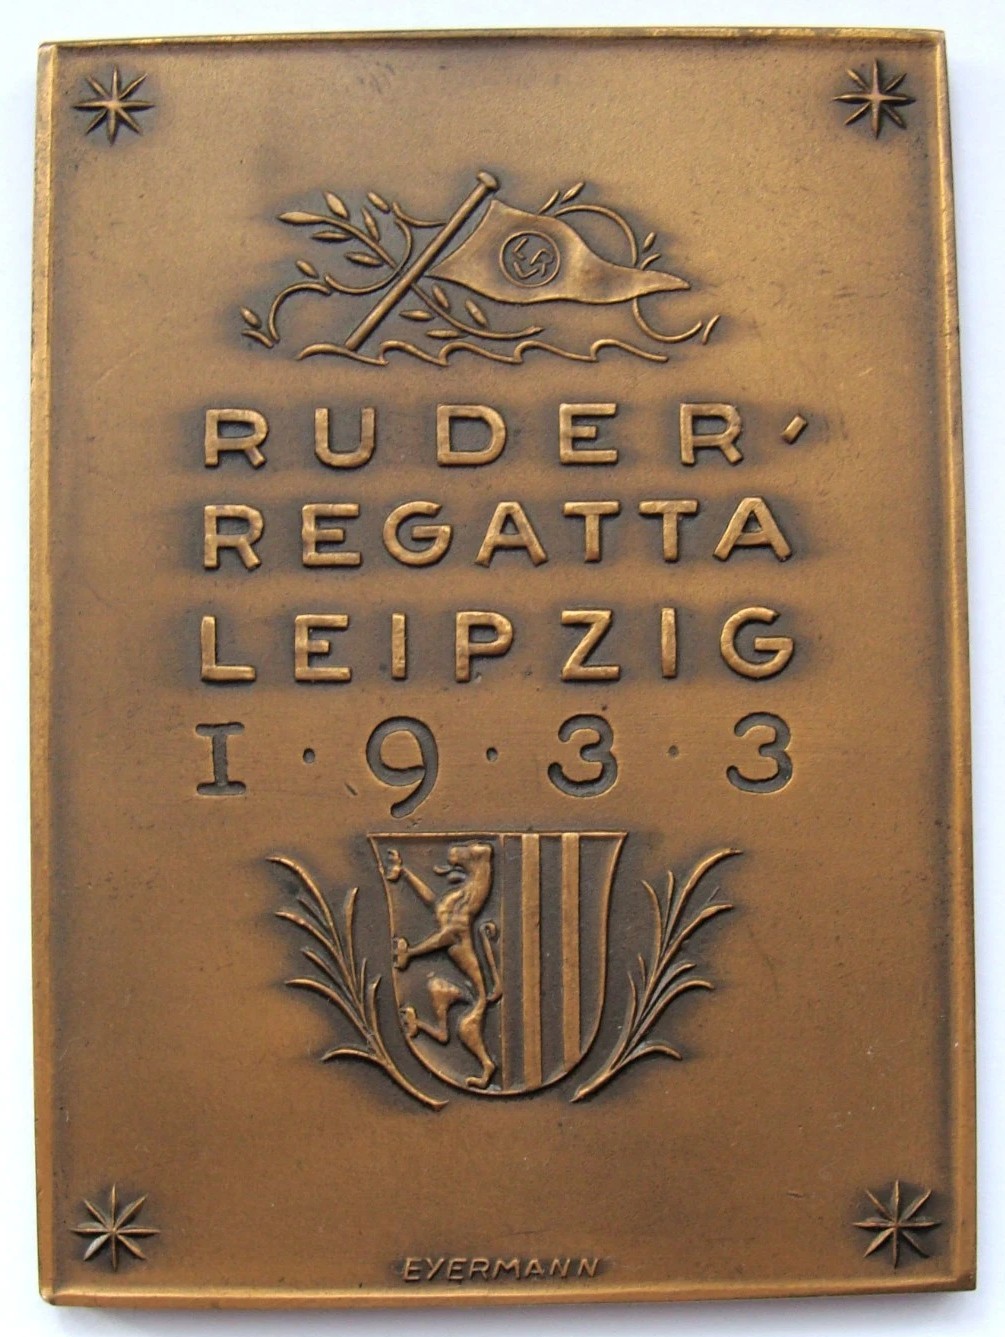 RUDER-
REGATTA
LEIPZIG
1·9·3·3
EYERMANN